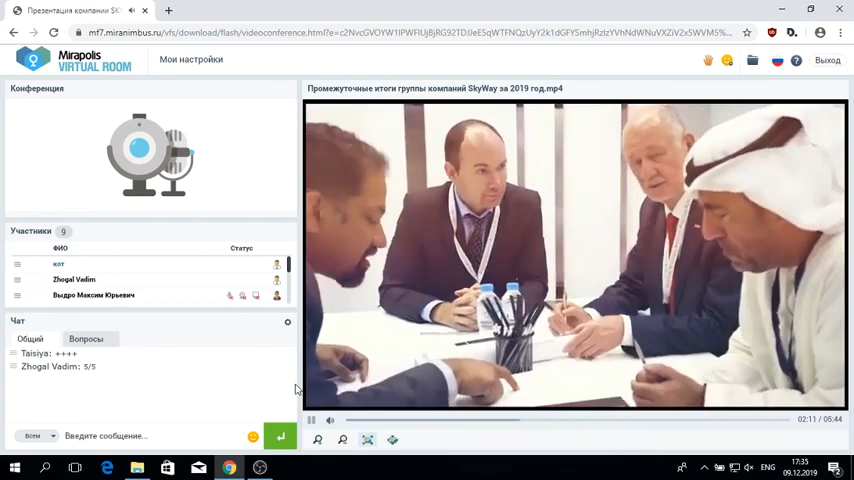 Презентация компании SK
mf7.miranimbus.ru/vfs/download/flash/videoconference.html?e=
Mirapolis
VIRTUAL ROOM
Мои настройки
Выход
Конференция
Промежуточные итоги группы компаний SkyWay за 2019 год.mp4
Участники 9
ФИО Статус
кот
Zhogal Vadim
Выдро Максим Юрьевич
Чат
Общий Вопросы
Taisiya: ++++
Zhogal Vadim: 5/5
Всем Введите сообщение...
02:11 / 05:44
ENG
17:35
09.12.2019
2